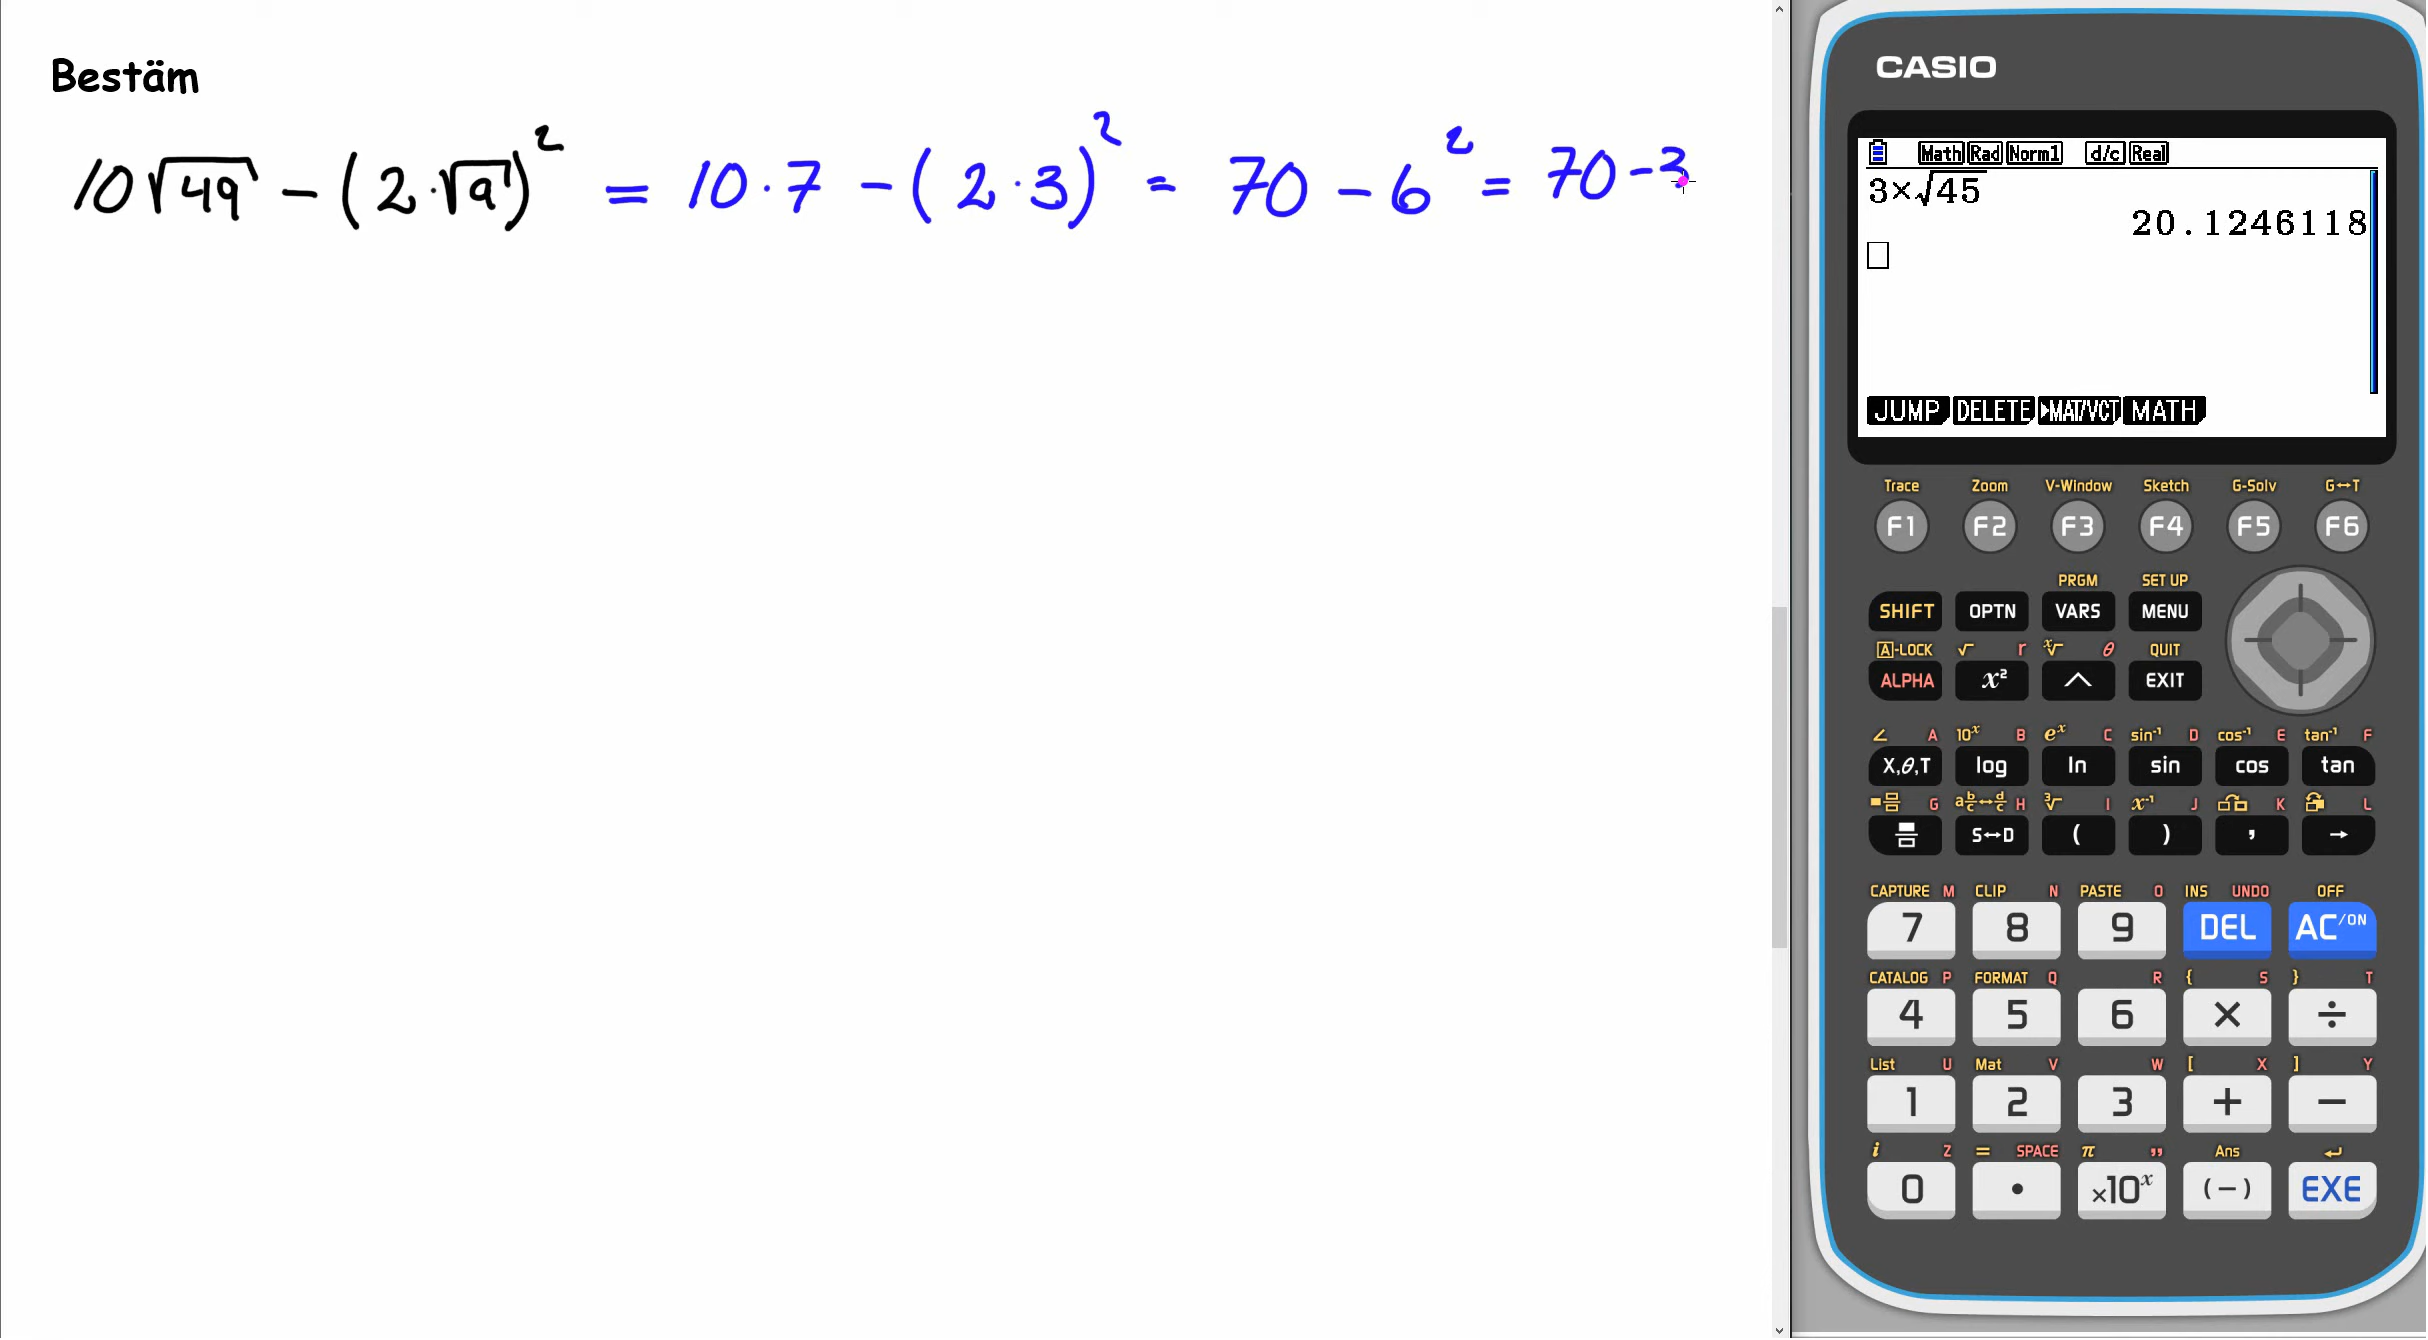 Bestäm
10√49 - (2·√9)² = 10·7 - (2·3)² = 70 - 6² = 70 - 3
CASIO
Math Rad Norm1 d/c Real
3×√45
20.1246118
JUMP DELETE ▶MAT/VCT MATH
Trace Zoom V-Window Sketch G-Solv G↔T
F1 F2 F3 F4 F5 F6
PRGM SET UP
SHIFT OPTN VARS MENU
A-LOCK √ r ˣ√ θ QUIT
ALPHA x² ^ EXIT
∠ A 10ˣ B eˣ C sin⁻¹ D cos⁻¹ E tan⁻¹ F
X,θ,T log ln sin cos tan
G a b/c↔d/c H ³√ I x⁻¹ J K L
S↔D ( ) , →
CAPTURE M CLIP N PASTE O INS UNDO OFF
7 8 9 DEL AC/ON
CATALOG P FORMAT Q R { S } T
4 5 6 × ÷
List U Mat V W [ X ] Y
1 2 3 + −
i Z = SPACE π " Ans ↵
0 • ×10ˣ (−) EXE